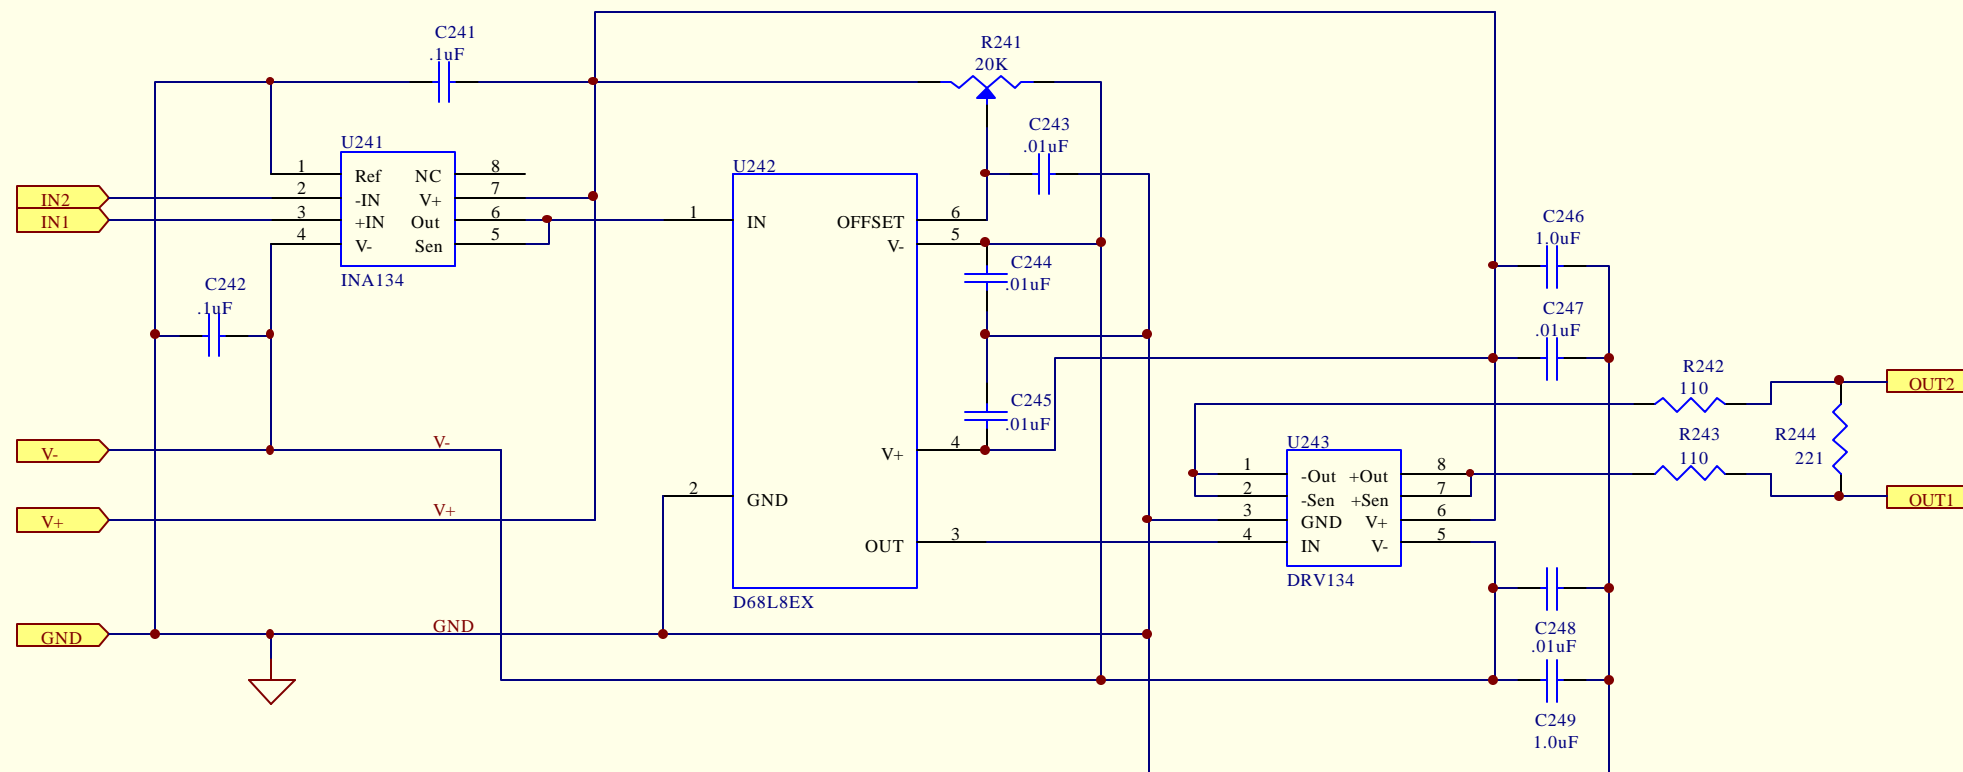 C241
.1uF
R241
20K
C243
.01uF
U241
1 Ref NC 8
2 -IN V+ 7
3 +IN Out 6
4 V- Sen 5
INA134
IN2
IN1
C242
.1uF
U242
1 IN OFFSET 6
V- 5
C244
.01uF
C245
.01uF
V+ 4
2 GND
OUT 3
D68L8EX
C246
1.0uF
C247
.01uF
R242
110
OUT2
R243
110
R244
221
OUT1
U243
1 -Out +Out 8
2 -Sen +Sen 7
3 GND V+ 6
4 IN V- 5
DRV134
V- V-
V+ V+
GND GND
C248
.01uF
C249
1.0uF